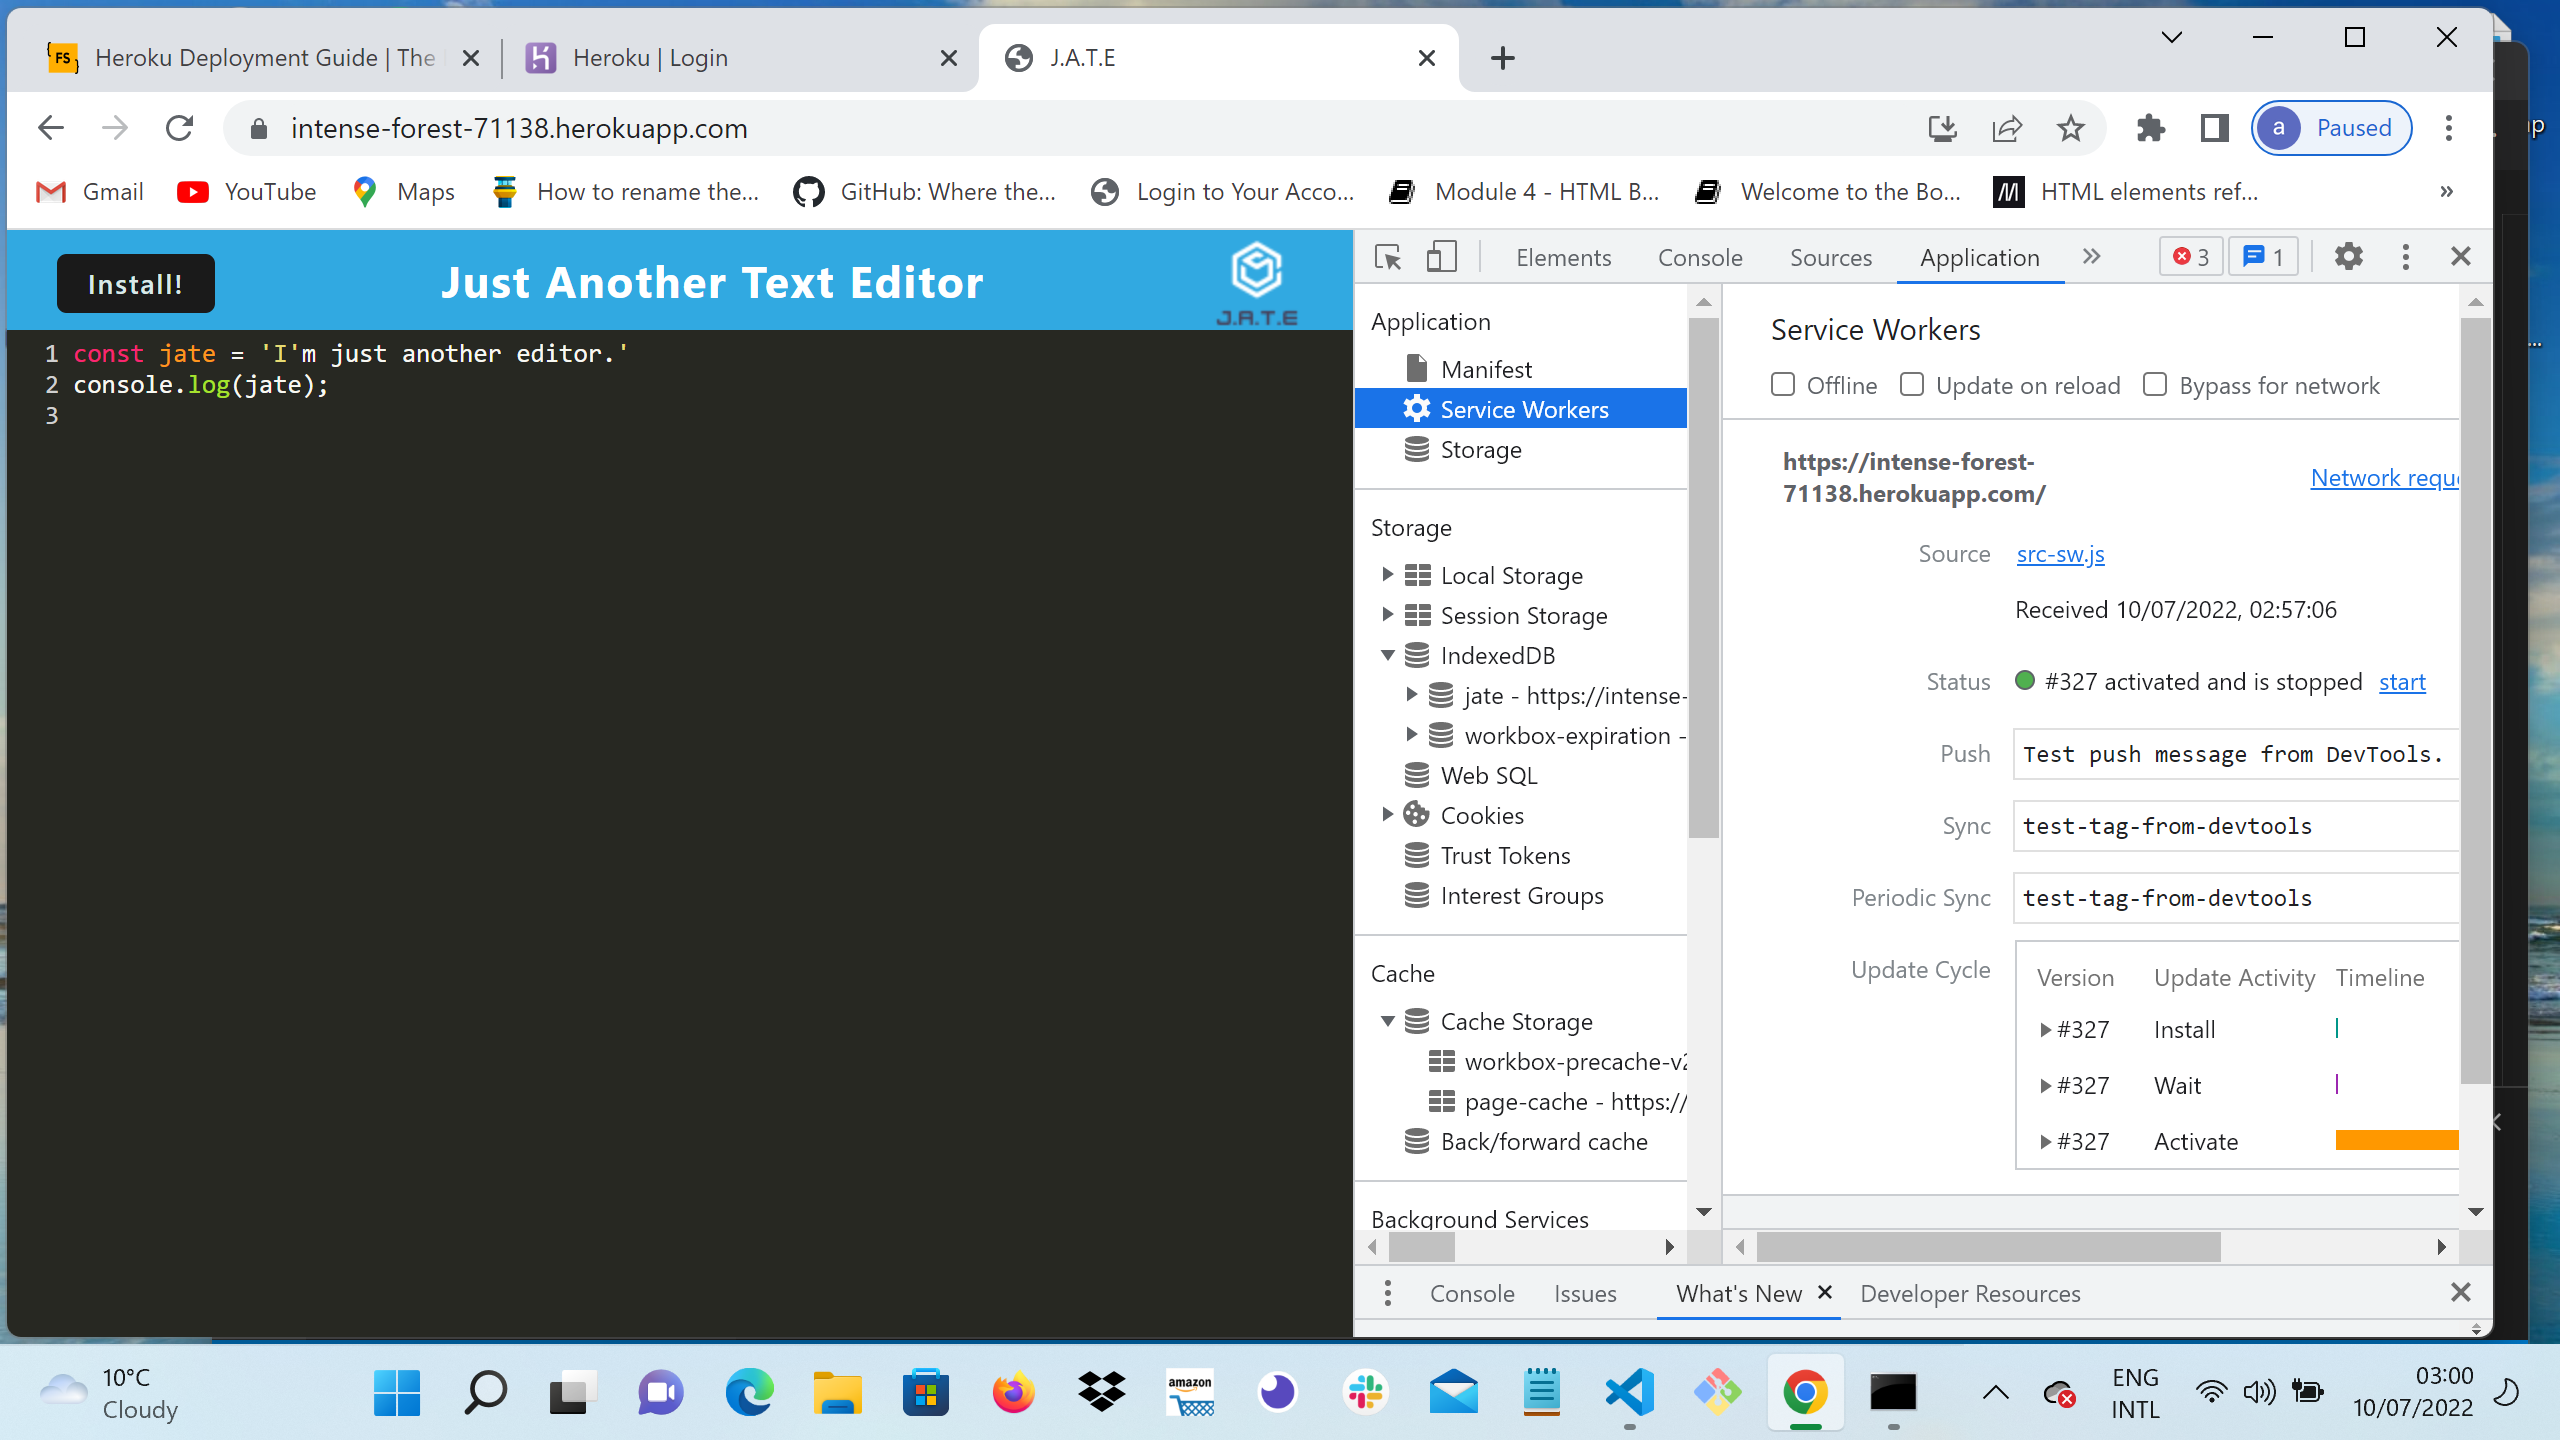 Heroku Deployment Guide | The
Heroku | Login
J.A.T.E
intense-forest-71138.herokuapp.com
a Paused
Gmail
YouTube
Maps
How to rename the...
GitHub: Where the...
Login to Your Acco...
Module 4 - HTML B...
Welcome to the Bo...
HTML elements ref...
»
Install!
Just Another Text Editor
J.A.T.E
1 const jate = 'I'm just another editor.'
2 console.log(jate);
3
Elements
Console
Sources
Application
3
1
Application
Manifest
Service Workers
Storage
Storage
Local Storage
Session Storage
IndexedDB
jate - https://intense-
workbox-expiration -
Web SQL
Cookies
Trust Tokens
Interest Groups
Cache
Cache Storage
workbox-precache-v2
page-cache - https://
Back/forward cache
Background Services
Service Workers
Offline
Update on reload
Bypass for network
https://intense-forest-
71138.herokuapp.com/
Network reque
Source src-sw.js
Received 10/07/2022, 02:57:06
Status #327 activated and is stopped start
Push Test push message from DevTools.
Sync test-tag-from-devtools
Periodic Sync test-tag-from-devtools
Update Cycle
Version Update Activity Timeline
#327 Install
#327 Wait
#327 Activate
Console
Issues
What's New
Developer Resources
FS
10°C
Cloudy
amazon
ENG
INTL
03:00
10/07/2022